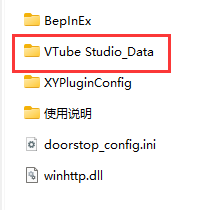 BepInEx
VTube Studio_Data
XYPluginConfig
使用说明
doorstop_config.ini
winhttp.dll